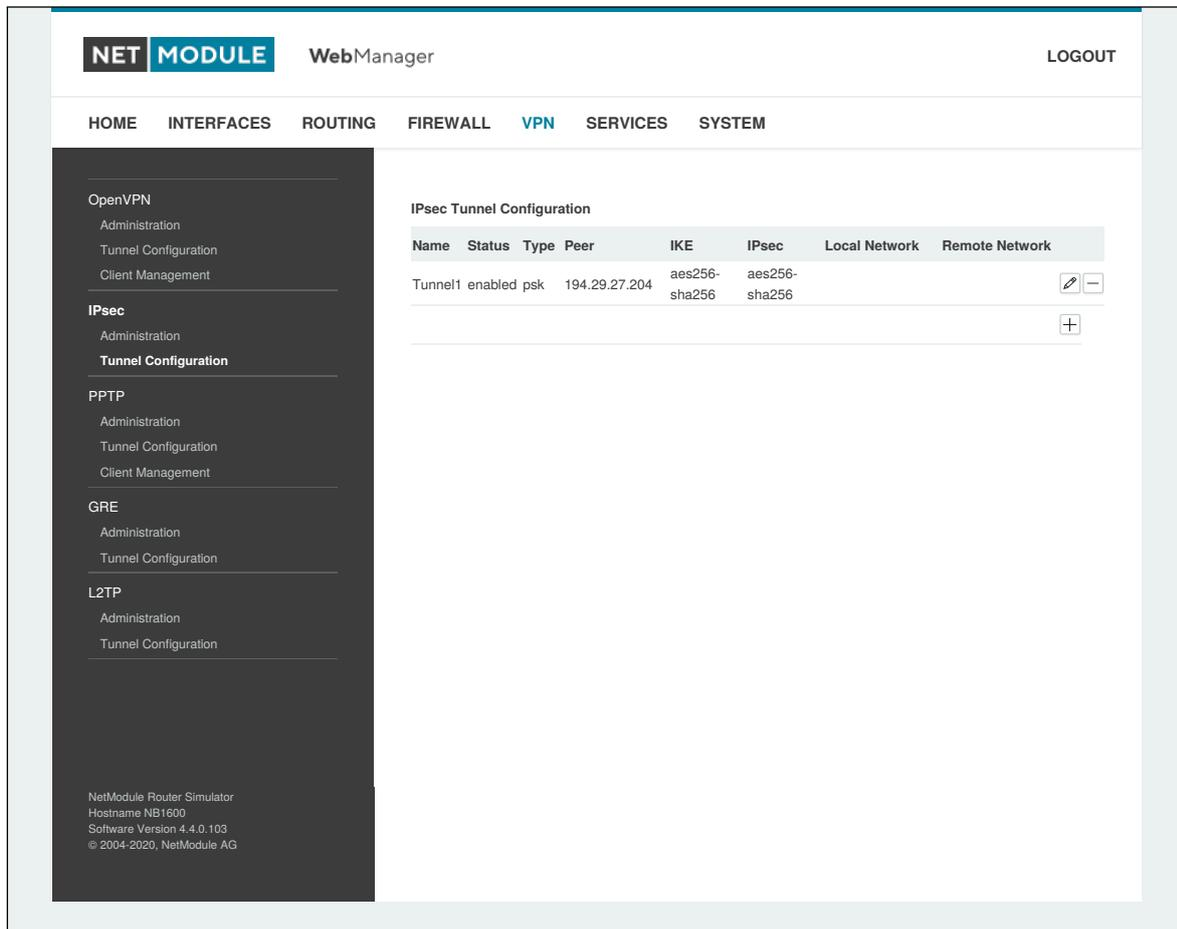 NET MODULE WebManager LOGOUT
HOME INTERFACES ROUTING FIREWALL VPN SERVICES SYSTEM
OpenVPN
Administration
Tunnel Configuration
Client Management
IPsec
Administration
Tunnel Configuration
PPTP
Administration
Tunnel Configuration
Client Management
GRE
Administration
Tunnel Configuration
L2TP
Administration
Tunnel Configuration
NetModule Router Simulator
Hostname NB1600
Software Version 4.4.0.103
© 2004-2020, NetModule AG
IPsec Tunnel Configuration
Name Status Type Peer IKE IPsec Local Network Remote Network
Tunnel1 enabled psk 194.29.27.204 aes256- aes256-
sha256 sha256